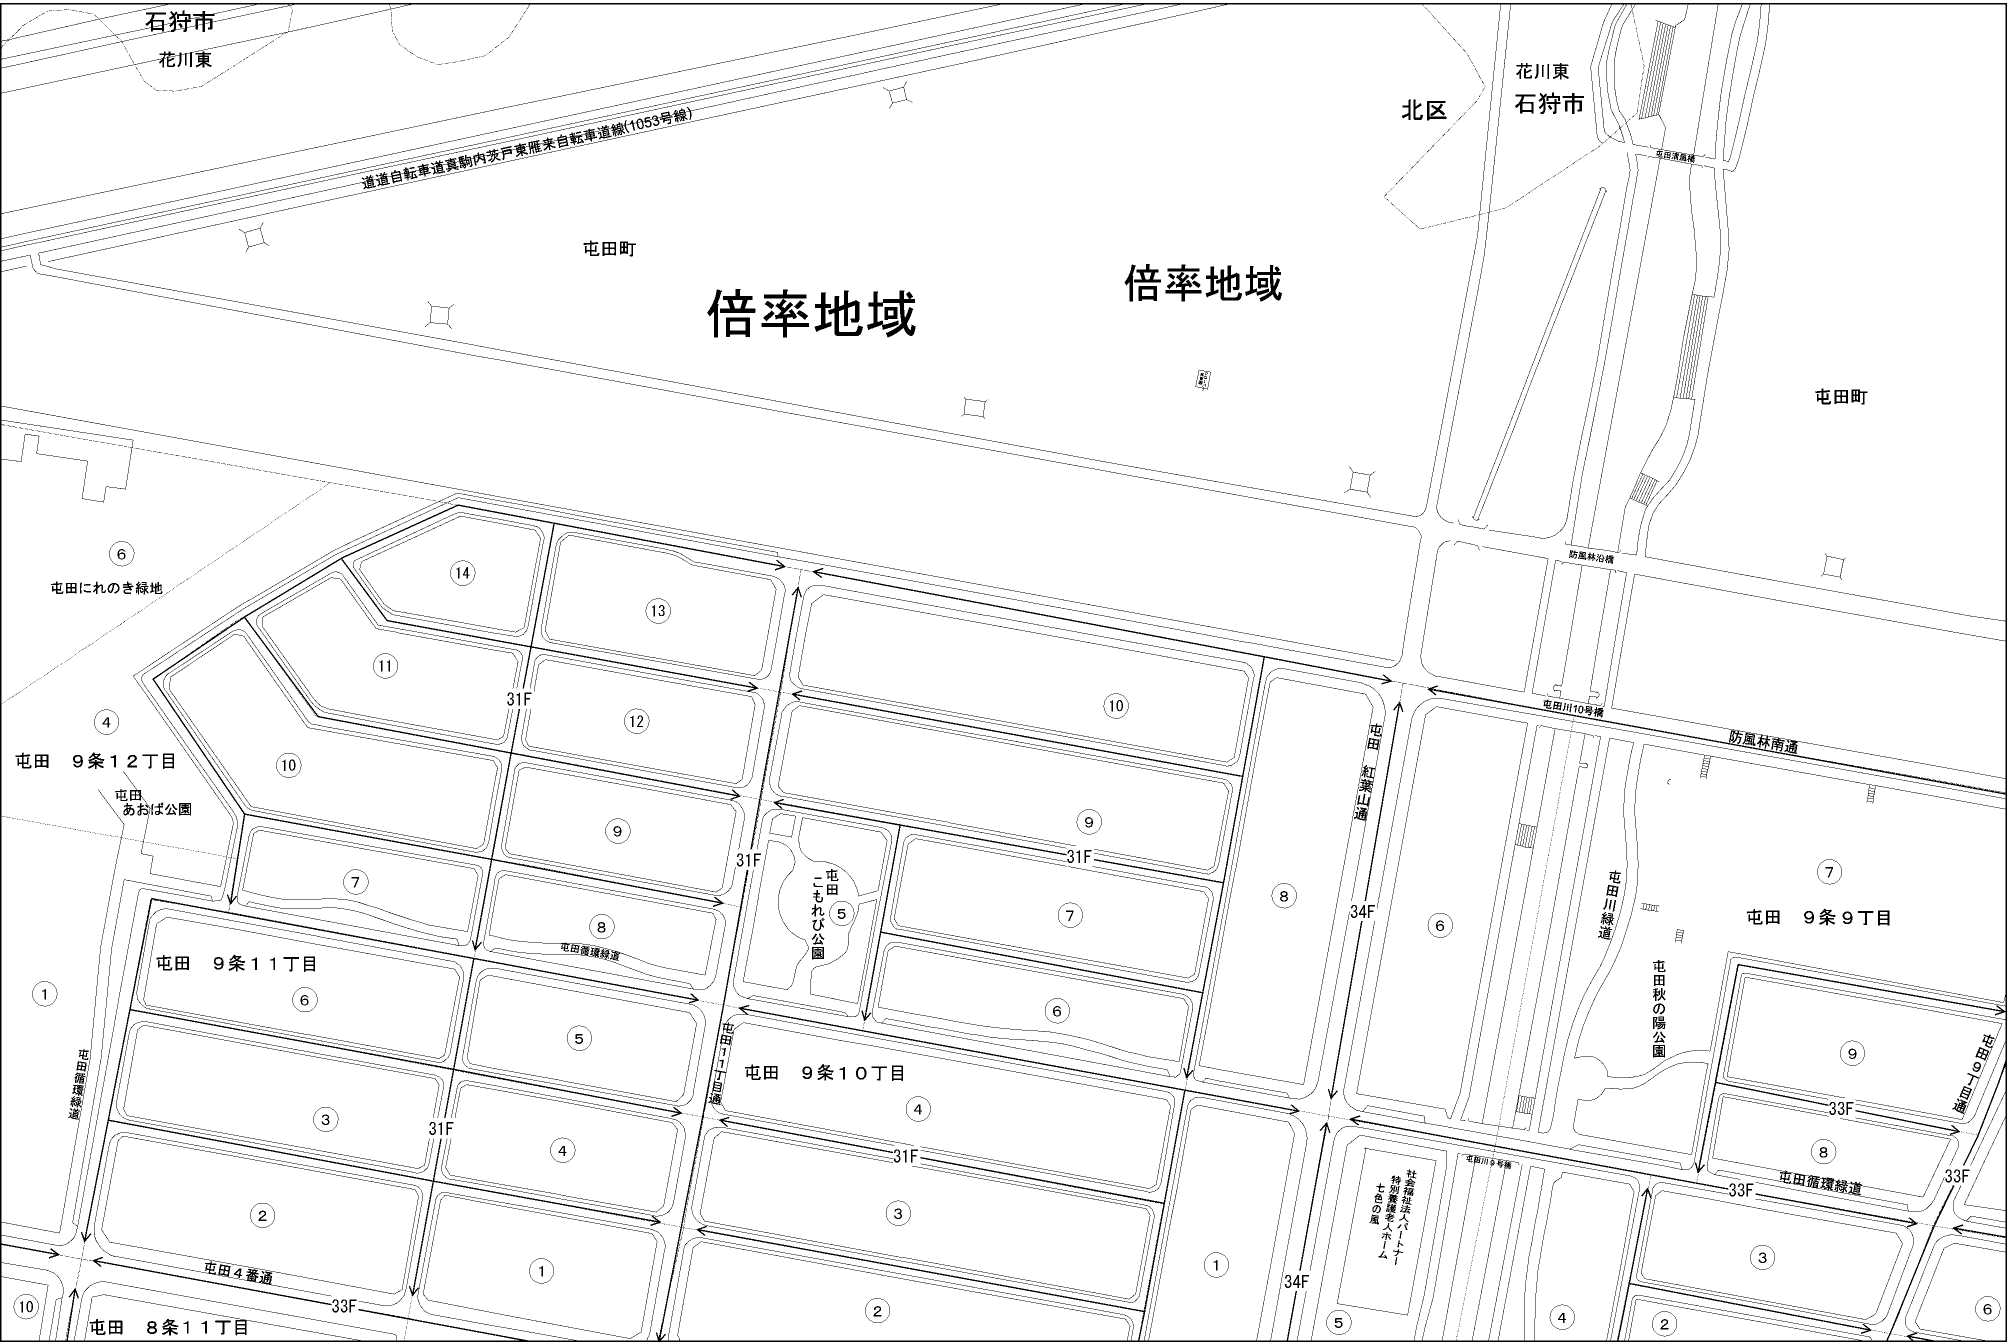 石狩市
花川東
花川東
石狩市
北区
道道自転車道真駒内茨戸東雁来自転車道線(1053号線)
屯田清風橋
屯田町
倍率地域
倍率地域
屯田町
防風林沿橋
6
屯田にれのき緑地
14
13
11
31F
12
10
10
屯田川10号橋
防風林南通
屯田 紅葉山通
4
屯田 9条12丁目
屯田
あおば公園
10
9
9
31F
31F
7
8
屯田循環緑道
屯田
こもれび公園
5
7
8
34F
6
屯田川緑道
7
屯田 9条9丁目
屯田秋の陽公園
屯田 9条11丁目
6
1
5
6
屯田11丁目通
屯田 9条10丁目
9
屯田9丁目通
屯田循環緑道
3
31F
4
4
31F
33F
8
屯田循環緑道
33F
33F
屯田川9号橋
社会福祉法人パートナー
特別養護老人ホーム
七色の風
2
3
1
1
34F
3
屯田4番通
33F
10
屯田 8条11丁目
2
5
4
2
6